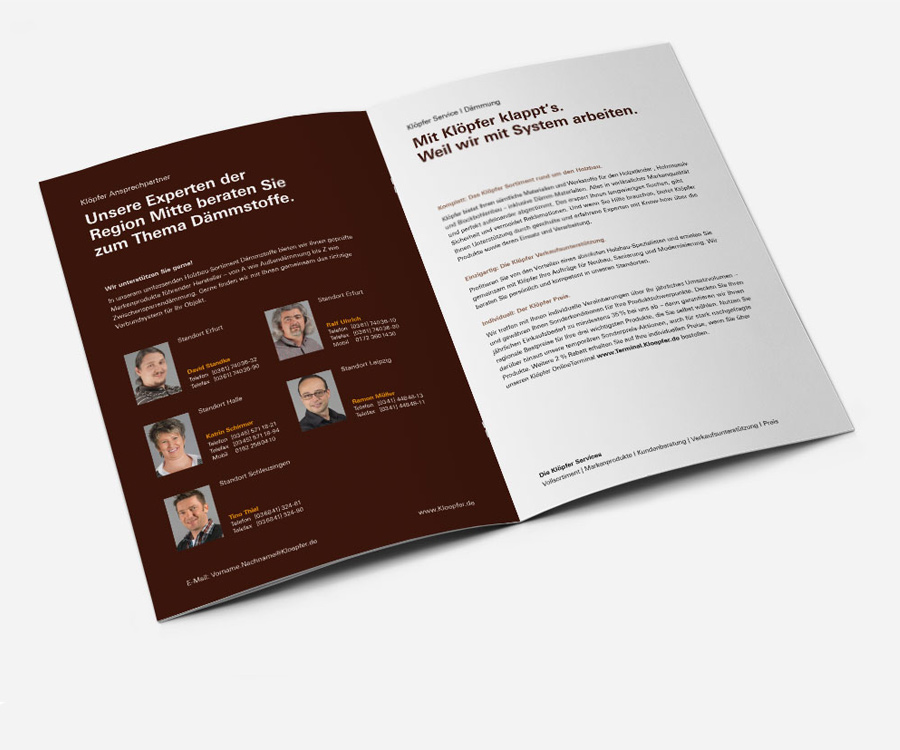 Klöpfer Ansprechpartner
Unsere Experten der
Region Mitte beraten Sie
zum Thema Dämmstoffe.
Wir unterstützen Sie gerne!
In unserem umfassenden Holzbau-Sortiment Dämmstoffe bieten wir Ihnen geprüfte
Markenprodukte führender Hersteller – von A wie Außendämmung bis Z wie
Zwischensparrendämmung. Gerne finden wir mit Ihnen gemeinsam das richtige
Verbundsystem für Ihr Objekt.
Standort Erfurt
David Standke
Telefon (0361) 74036-32
Telefax (0361) 74036-90
Standort Erfurt
Ralf Uhrich
Telefon (0361) 74036-10
Telefax (0361) 74036-30
Mobil 0172 3601430
Standort Halle
Katrin Schirmer
Telefon (0345) 571 18-21
Telefax (0345) 571 18-94
Mobil 0162 2569410
Standort Leipzig
Ramon Müller
Telefon (0341) 44848-13
Telefax (0341) 44848-11
Standort Schleusingen
Tino Thiel
Telefon (036841) 324-61
Telefax (036841) 324-90
E-Mail: Vorname.Nachname@Kloepfer.de
www.Kloepfer.de
Klöpfer Service | Dämmung
Mit Klöpfer klappt's.
Weil wir mit System arbeiten.
Komplett: Das Klöpfer Sortiment rund um den Holzbau.
Klöpfer bietet Ihnen sämtliche Materialien und Werkstoffe für den Holzständer-, Holzmassiv-
und Blockbohlenbau – inklusive Dämm-Materialien. Alles in verlässlicher Markenqualität
und perfekt aufeinander abgestimmt. Das erspart Ihnen langwieriges Suchen, gibt
Sicherheit und vermeidet Reklamationen. Und wenn Sie Hilfe brauchen, bietet Klöpfer
Ihnen Unterstützung durch geschulte und erfahrene Experten mit Know-how über die
Produkte sowie deren Einsatz und Verarbeitung.
Einzigartig: Die Klöpfer Verkaufsunterstützung.
Profitieren Sie von den Vorteilen eines absoluten Holzbau-Spezialisten und erzielen Sie
gemeinsam mit Klöpfer Ihre Aufträge für Neubau, Sanierung und Modernisierung. Wir
beraten Sie persönlich und kompetent in unseren Standorten.
Individuell: Der Klöpfer Preis.
Wir treffen mit Ihnen individuelle Vereinbarungen über Ihr jährliches Umsatzvolumen –
und gewähren Ihnen Sonderkonditionen für Ihre Produktschwerpunkte. Decken Sie Ihren
jährlichen Einkaufsbedarf zu mindestens 35 % bei uns ab – dann garantieren wir Ihnen
regionale Bestpreise für Ihre drei wichtigsten Produkte, die Sie selbst wählen. Nutzen Sie
darüber hinaus unsere temporären Sonderpreis-Aktionen, auch für stark nachgefragte
Produkte. Weitere 2 % Rabatt erhalten Sie auf Ihre individuellen Preise, wenn Sie über
unseren Klöpfer OnlineTerminal www.Terminal.Kloepfer.de bestellen.
Die Klöpfer Services
Vollsortiment | Markenprodukte | Kundenberatung | Verkaufsunterstützung | Preis